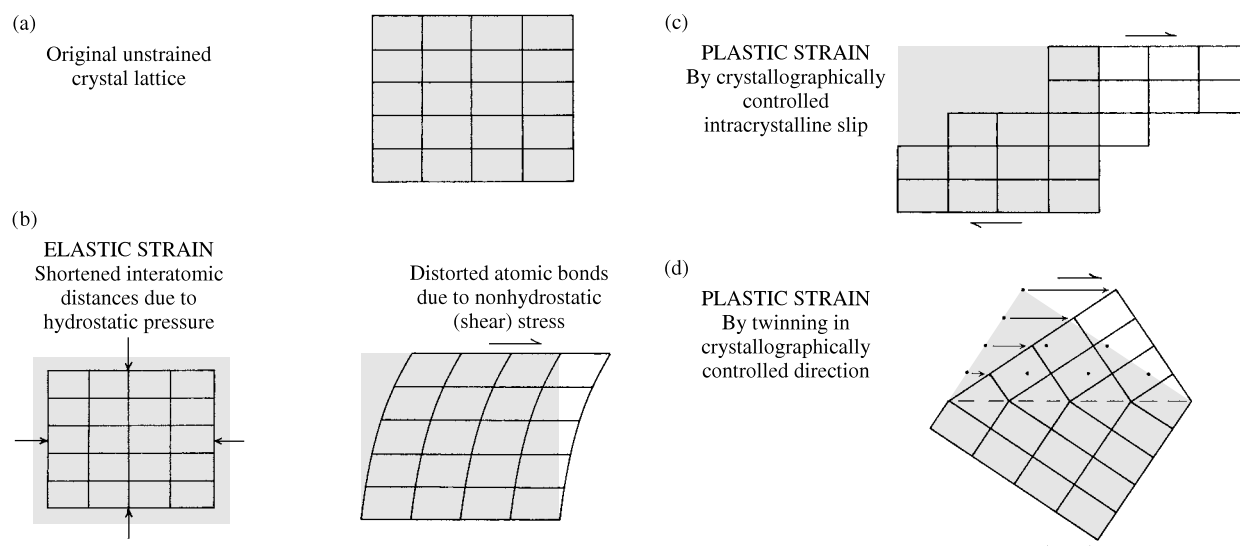 (a)
Original unstrained
crystal lattice
(b)
ELASTIC STRAIN
Shortened interatomic
distances due to
hydrostatic pressure
Distorted atomic bonds
due to nonhydrostatic
(shear) stress
(c)
PLASTIC STRAIN
By crystallographically
controlled
intracrystalline slip
(d)
PLASTIC STRAIN
By twinning in
crystallographically
controlled direction